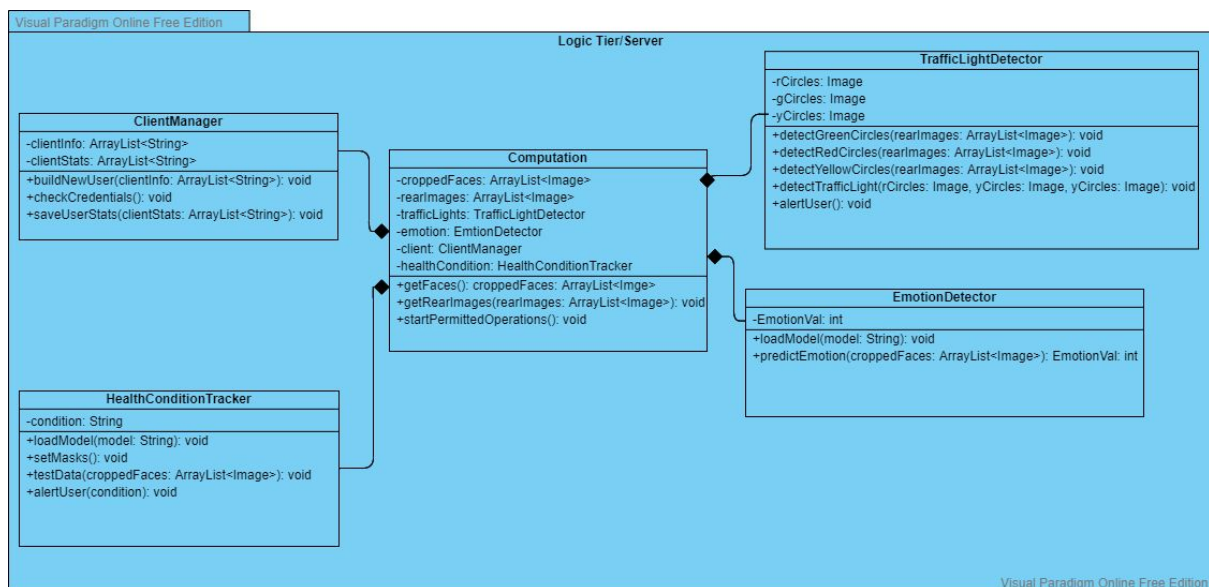 Visual Paradigm Online Free Edition
Logic Tier/Server
ClientManager
-clientInfo: ArrayList<String>
-clientStats: ArrayList<String>
+buildNewUser(clientInfo: ArrayList<String>): void
+checkCredentials(): void
+saveUserStats(clientStats: ArrayList<String>): void
Computation
-croppedFaces: ArrayList<Image>
-rearImages: ArrayList<Image>
-trafficLights: TrafficLightDetector
-emotion: EmtionDetector
-client: ClientManager
-healthCondition: HealthConditionTracker
+getFaces(): croppedFaces: ArrayList<Imge>
+getRearImages(rearImages: ArrayList<Image>): void
+startPermittedOperations(): void
TrafficLightDetector
-rCircles: Image
-gCircles: Image
-yCircles: Image
+detectGreenCircles(rearImages: ArrayList<Image>): void
+detectRedCircles(rearImages: ArrayList<Image>): void
+detectYellowCircles(rearImages: ArrayList<Image>): void
+detectTrafficLight(rCircles: Image, yCircles: Image, yCircles: Image): void
+alertUser(): void
EmotionDetector
-EmotionVal: int
+loadModel(model: String): void
+predictEmotion(croppedFaces: ArrayList<Image>): EmotionVal: int
HealthConditionTracker
-condition: String
+loadModel(model: String): void
+setMasks(): void
+testData(croppedFaces: ArrayList<Image>): void
+alertUser(condition): void
Visual Paradigm Online Free Edition